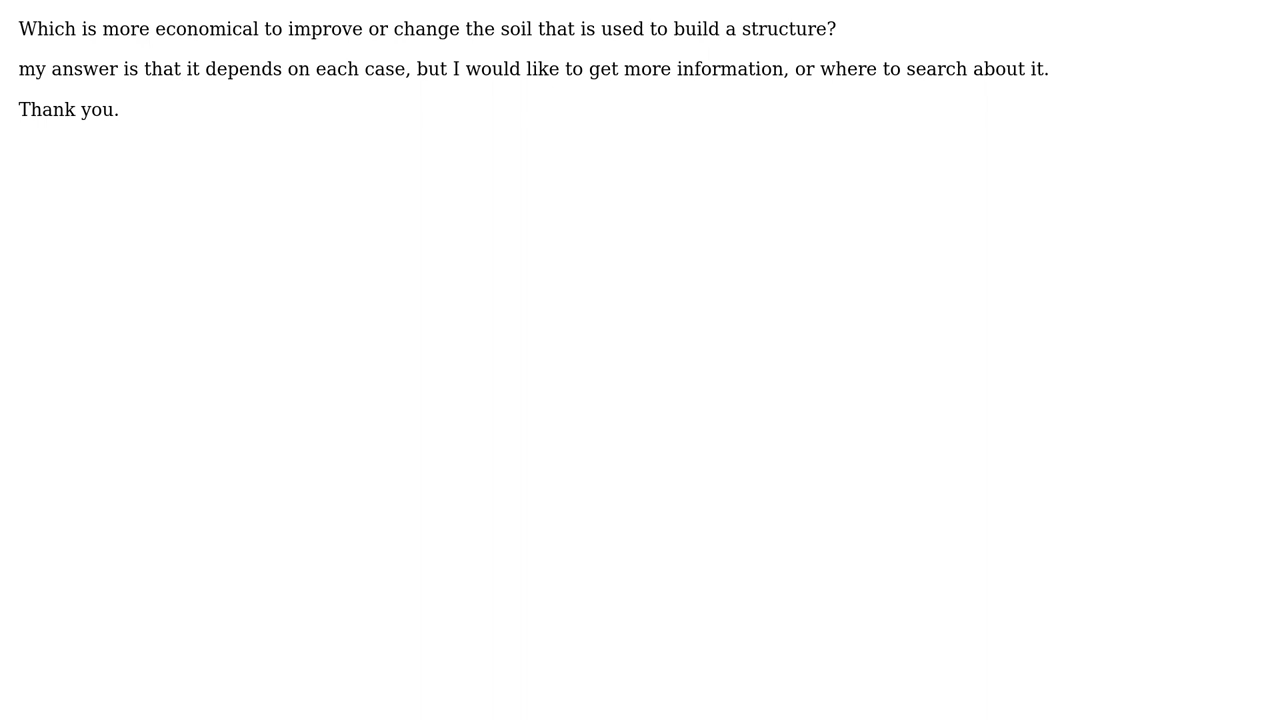 Which is more economical to improve or change the soil that is used to build a structure?
my answer is that it depends on each case, but I would like to get more information, or where to search about it.
Thank you.